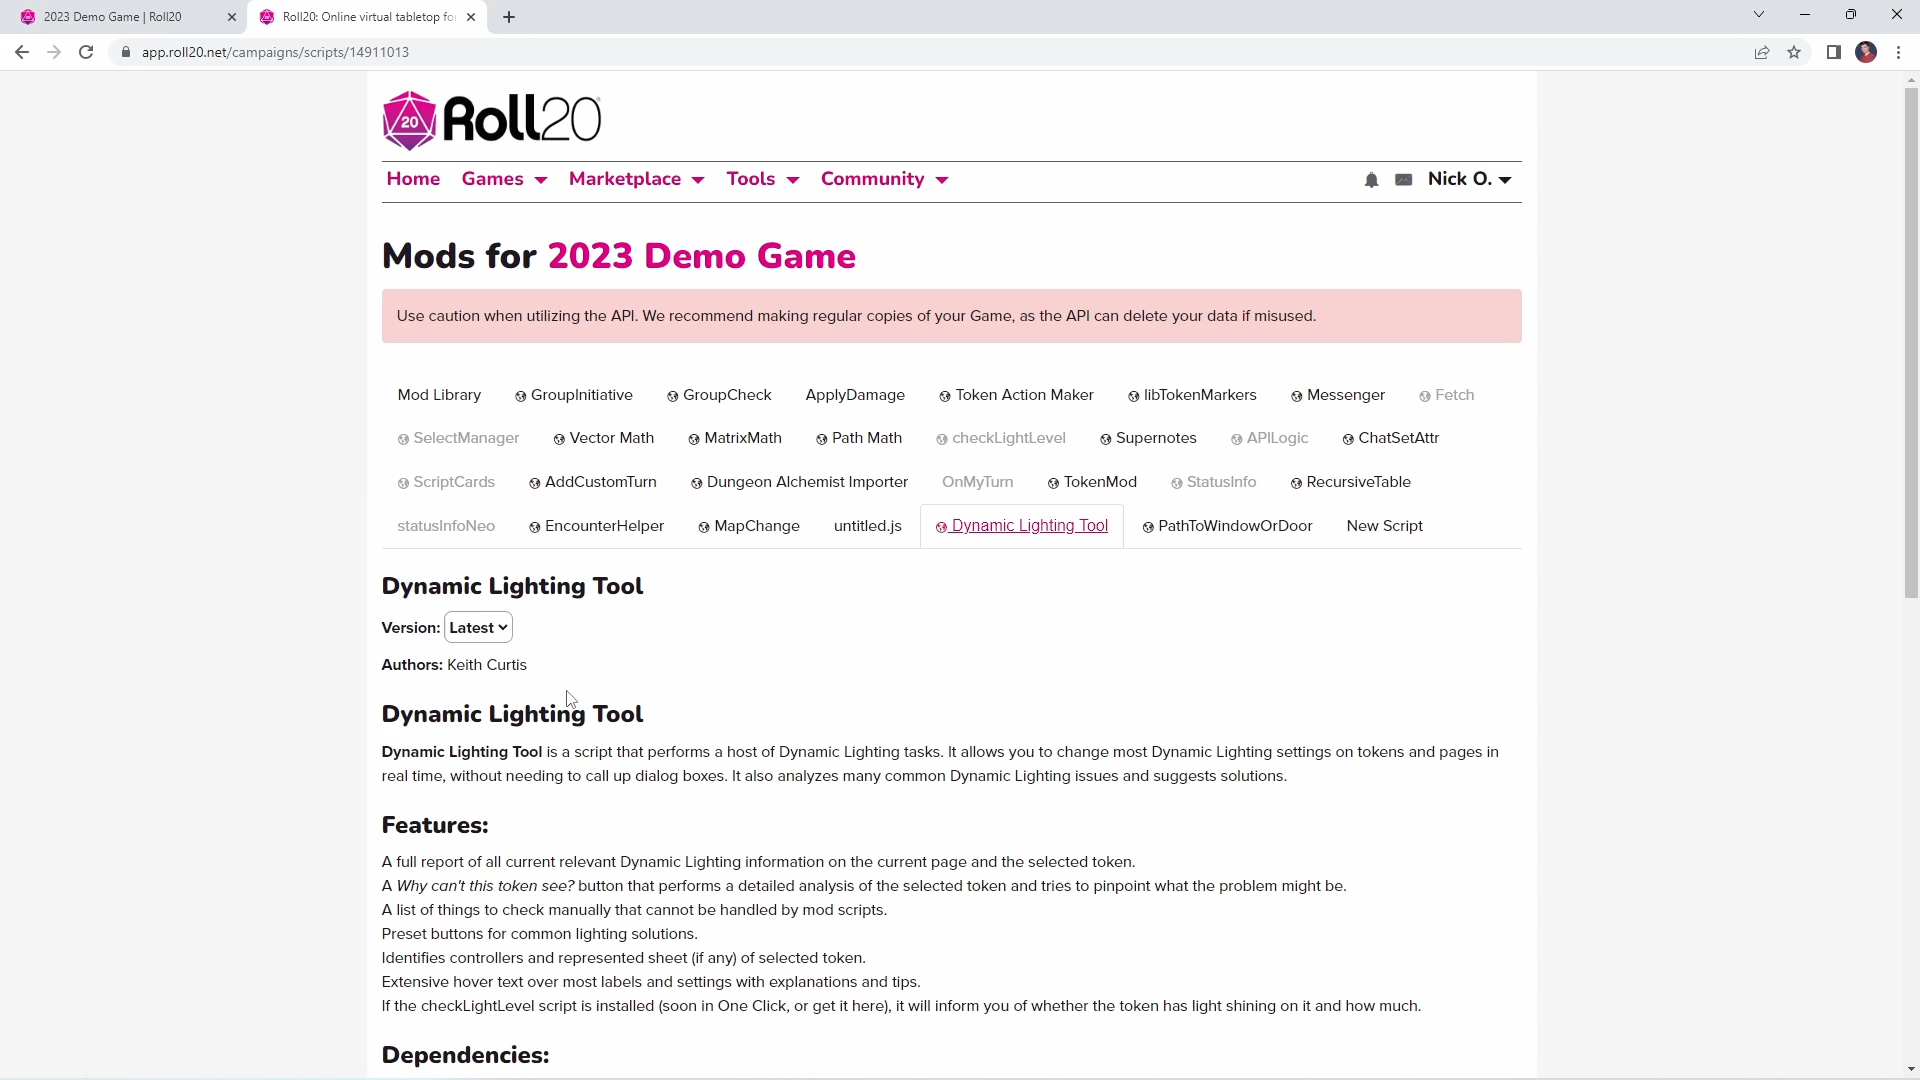 2023 Demo Game | Roll20
Roll20: Online virtual tabletop for
app.roll20.net/campaigns/scripts/14911013
20 Roll20
Home Games Marketplace Tools Community Nick O.
Mods for 2023 Demo Game
Use caution when utilizing the API. We recommend making regular copies of your Game, as the API can delete your data if misused.
Mod Library GroupInitiative GroupCheck ApplyDamage Token Action Maker libTokenMarkers Messenger Fetch
SelectManager Vector Math MatrixMath Path Math checkLightLevel Supernotes APILogic ChatSetAttr
ScriptCards AddCustomTurn Dungeon Alchemist Importer OnMyTurn TokenMod StatusInfo RecursiveTable
statusInfoNeo EncounterHelper MapChange untitled.js Dynamic Lighting Tool PathToWindowOrDoor New Script
Dynamic Lighting Tool
Version: Latest
Authors: Keith Curtis
Dynamic Lighting Tool
Dynamic Lighting Tool is a script that performs a host of Dynamic Lighting tasks. It allows you to change most Dynamic Lighting settings on tokens and pages in
real time, without needing to call up dialog boxes. It also analyzes many common Dynamic Lighting issues and suggests solutions.
Features:
A full report of all current relevant Dynamic Lighting information on the current page and the selected token.
A Why can't this token see? button that performs a detailed analysis of the selected token and tries to pinpoint what the problem might be.
A list of things to check manually that cannot be handled by mod scripts.
Preset buttons for common lighting solutions.
Identifies controllers and represented sheet (if any) of selected token.
Extensive hover text over most labels and settings with explanations and tips.
If the checkLightLevel script is installed (soon in One Click, or get it here), it will inform you of whether the token has light shining on it and how much.
Dependencies: